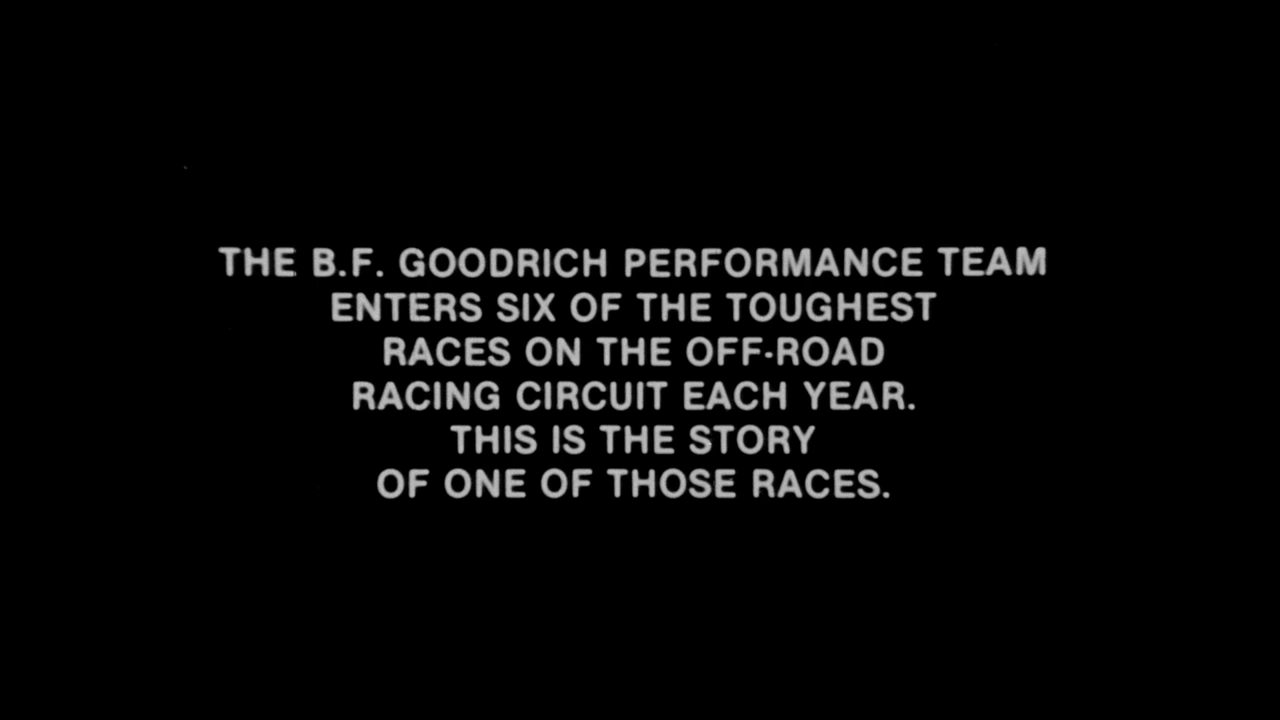 THE B.F. GOODRICH PERFORMANCE TEAM
ENTERS SIX OF THE TOUGHEST
RACES ON THE OFF-ROAD
RACING CIRCUIT EACH YEAR.
THIS IS THE STORY
OF ONE OF THOSE RACES.